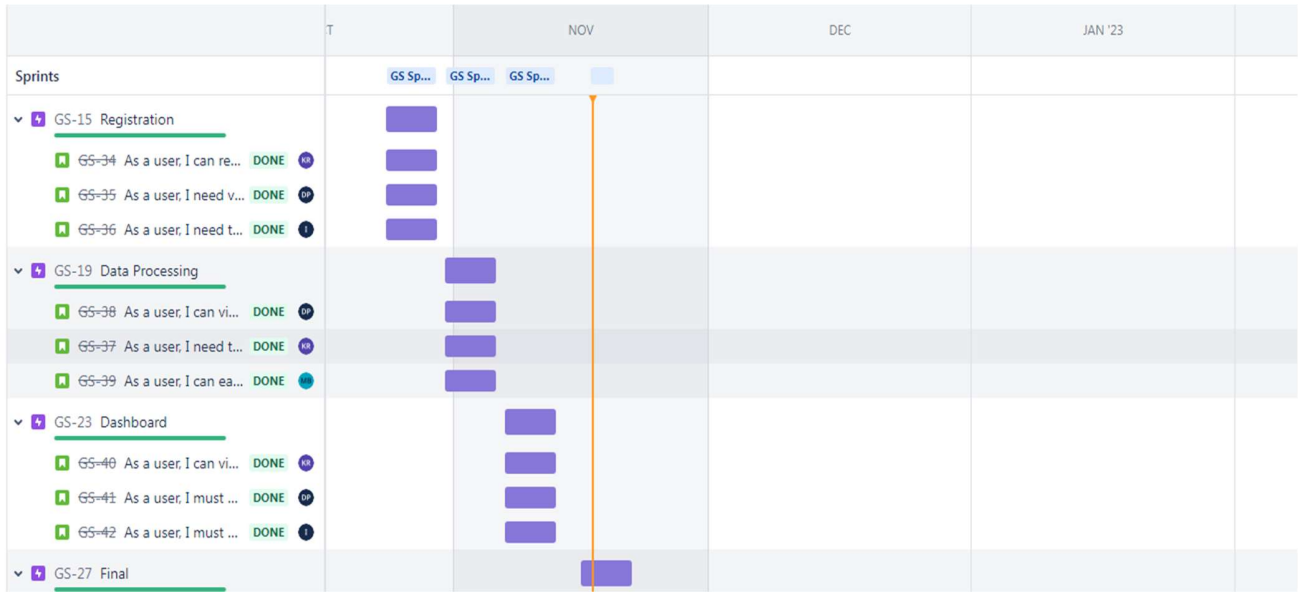 T NOV DEC JAN '23
Sprints GS Sp... GS Sp... GS Sp...
GS-15 Registration
GS-34 As a user, I can re... DONE KR
GS-35 As a user, I need v... DONE DP
GS-36 As a user, I need t... DONE I
GS-19 Data Processing
GS-38 As a user, I can vi... DONE DP
GS-37 As a user, I need t... DONE KR
GS-39 As a user, I can ea... DONE MB
GS-23 Dashboard
GS-40 As a user, I can vi... DONE KR
GS-41 As a user, I must ... DONE DP
GS-42 As a user, I must ... DONE I
GS-27 Final